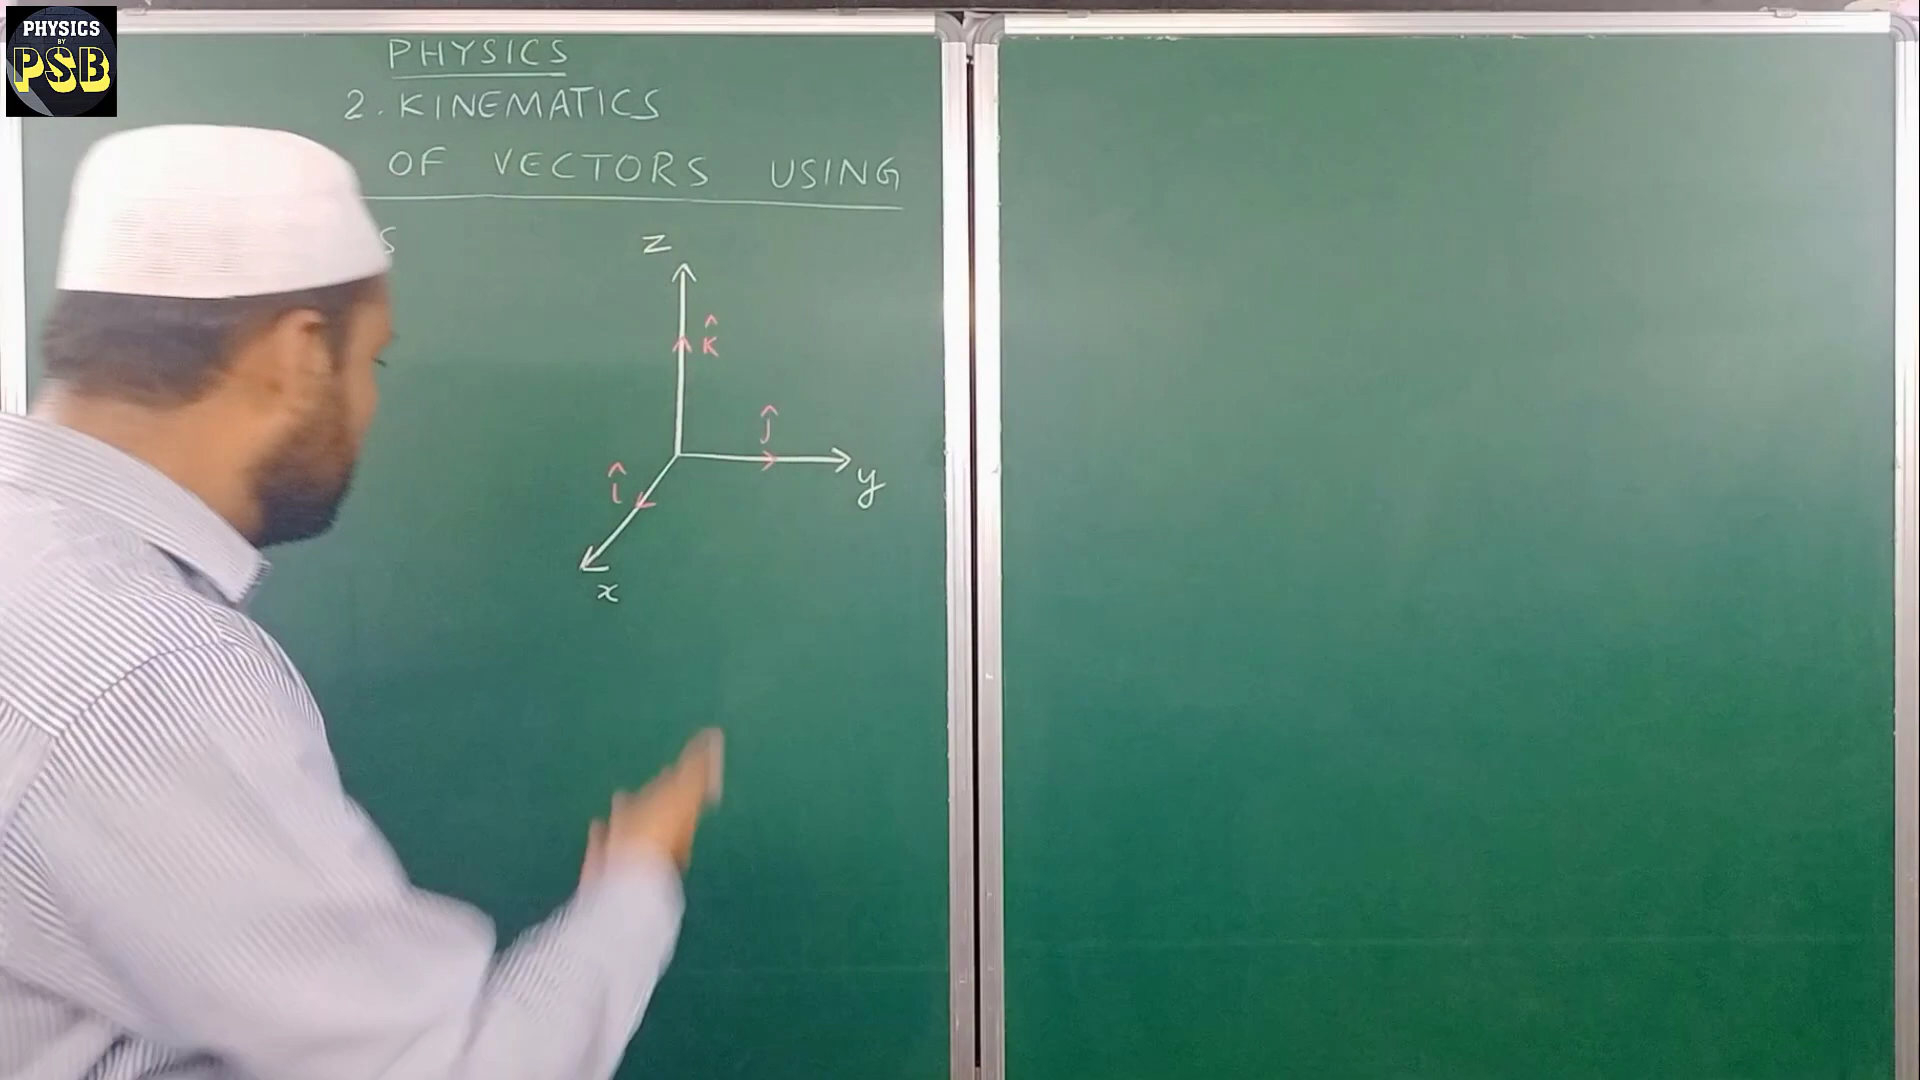 PHYSICS
BY
PSB
PHYSICS
2. KINEMATICS
OF VECTORS USING
S
z
k̂
ĵ
y
î
x